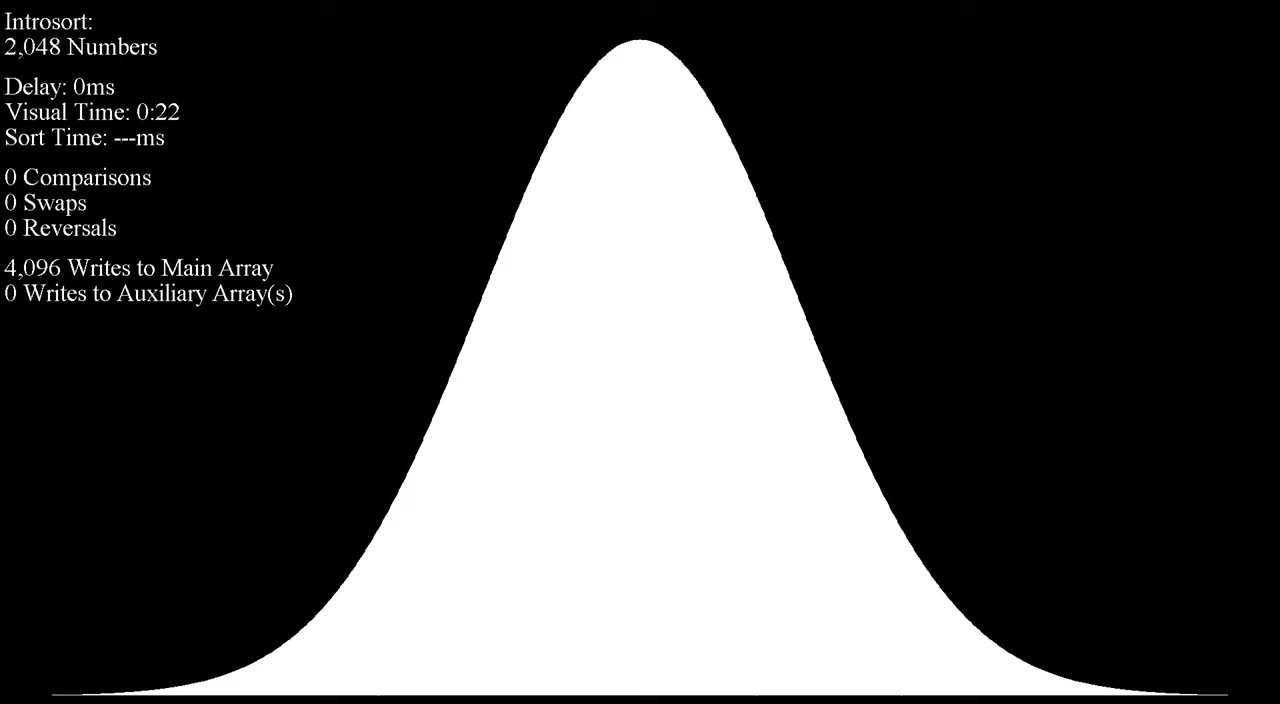 Introsort:
2,048 Numbers
Delay: 0ms
Visual Time: 0:22
Sort Time: ---ms
0 Comparisons
0 Swaps
0 Reversals
4,096 Writes to Main Array
0 Writes to Auxiliary Array(s)